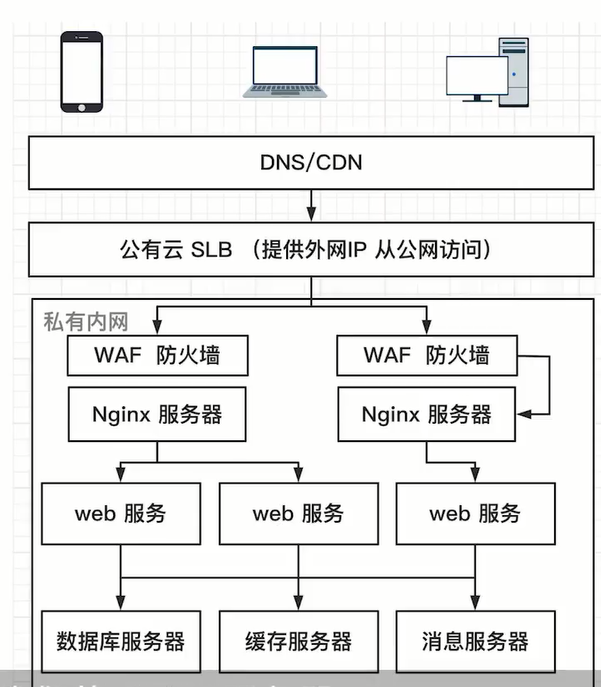 DNS/CDN
公有云 SLB （提供外网IP 从公网访问）
私有内网
WAF 防火墙
WAF 防火墙
Nginx 服务器
Nginx 服务器
web 服务
web 服务
web 服务
数据库服务器
缓存服务器
消息服务器